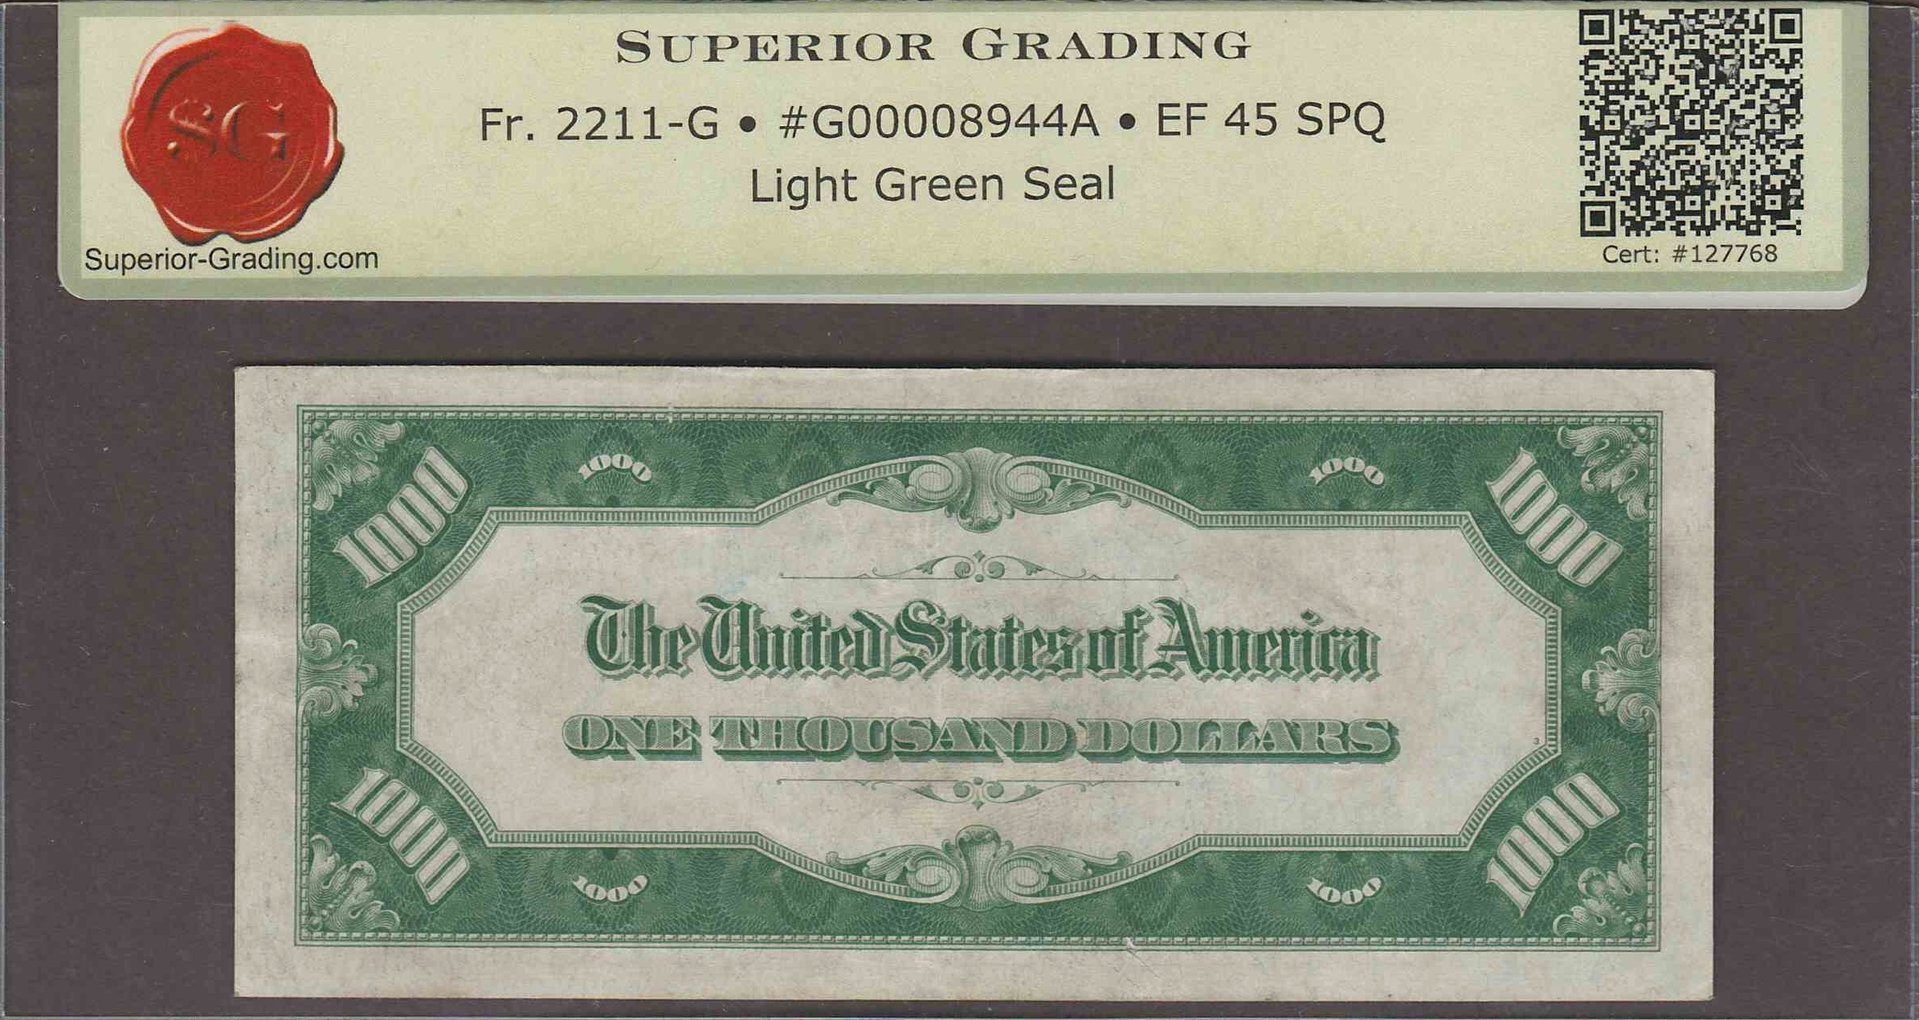 SUPERIOR GRADING
Fr. 2211-G • #G00008944A • EF 45 SPQ
Light Green Seal
SG
Superior-Grading.com
Cert: #127768
1000 1000 1000 1000
The United States of America
ONE THOUSAND DOLLARS
3
1000 1000 1000 1000